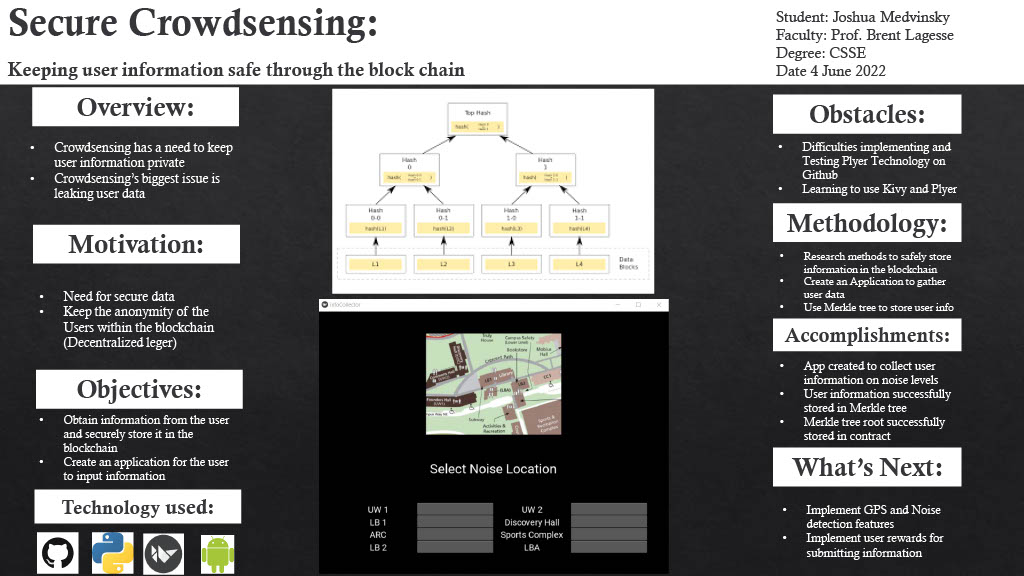 Secure Crowdsensing:
Keeping user information safe through the block chain
Student: Joshua Medvinsky
Faculty: Prof. Brent Lagesse
Degree: CSSE
Date 4 June 2022
Overview:
• Crowdsensing has a need to keep
user information private
• Crowdsensing's biggest issue is
leaking user data
Motivation:
• Need for secure data
• Keep the anonymity of the
Users within the blockchain
(Decentralized leger)
Objectives:
• Obtain information from the user
and securely store it in the
blockchain
• Create an application for the user
to input information
Technology used:
Top Hash
hash( )
Hash
0
hash( )
Hash
1
hash( )
Hash
0-0
hash(L1)
Hash
0-1
hash(L2)
Hash
1-0
hash(L3)
Hash
1-1
hash(L4)
L1
L2
L3
L4
Data
Blocks
Campus Safety
(Lower Level)
Bookstore
Crescent Path
Library
Founders Hall
Activities &
Recreation
Sports &
Recreation
Complex
Select Noise Location
UW 1
UW 2
LB 1
Discovery Hall
ARC
Sports Complex
LB 2
LBA
Obstacles:
• Difficulties implementing and
Testing Plyer Technology on
Github
• Learning to use Kivy and Plyer
Methodology:
• Research methods to safely store
information in the blockchain
• Create an Application to gather
user data
• Use Merkle tree to store user info
Accomplishments:
• App created to collect user
information on noise levels
• User information successfully
stored in Merkle tree
• Merkle tree root successfully
stored in contract
What's Next:
• Implement GPS and Noise
detection features
• Implement user rewards for
submitting information